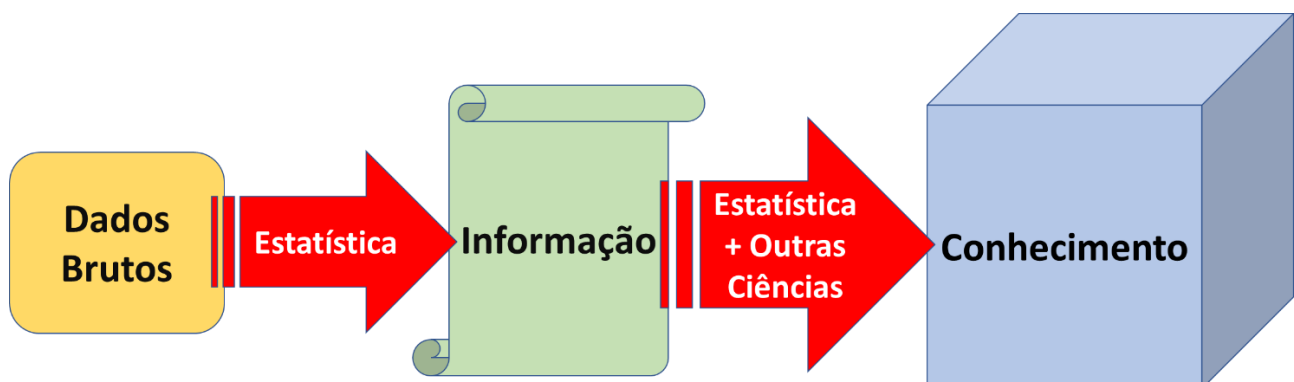 Dados
Brutos
Estatística
Informação
Estatística
+ Outras
Ciências
Conhecimento